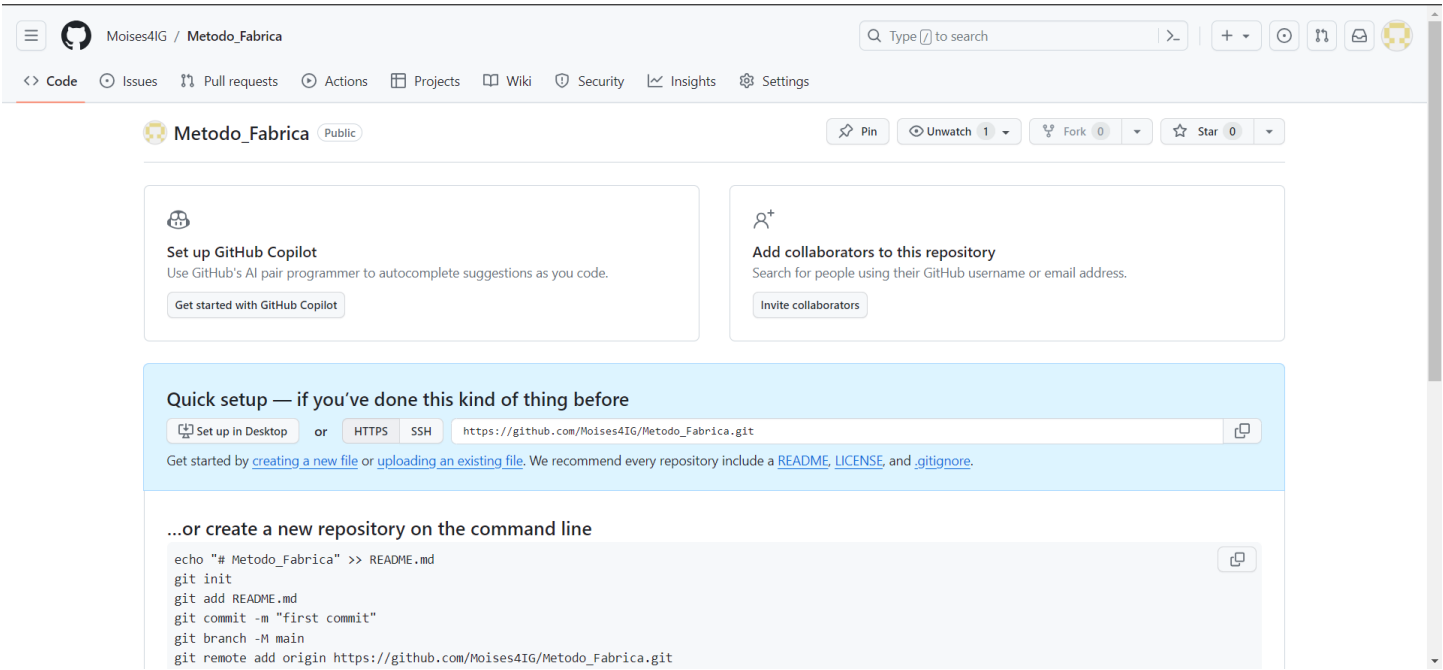 Moises4IG / Metodo_Fabrica
Type / to search
Code Issues Pull requests Actions Projects Wiki Security Insights Settings
Metodo_Fabrica Public
Pin Unwatch 1 Fork 0 Star 0
Set up GitHub Copilot
Use GitHub's AI pair programmer to autocomplete suggestions as you code.
Get started with GitHub Copilot
Add collaborators to this repository
Search for people using their GitHub username or email address.
Invite collaborators
Quick setup — if you’ve done this kind of thing before
Set up in Desktop or HTTPS SSH https://github.com/Moises4IG/Metodo_Fabrica.git
Get started by creating a new file or uploading an existing file. We recommend every repository include a README, LICENSE, and .gitignore.
…or create a new repository on the command line
echo "# Metodo_Fabrica" >> README.md
git init
git add README.md
git commit -m "first commit"
git branch -M main
git remote add origin https://github.com/Moises4IG/Metodo_Fabrica.git